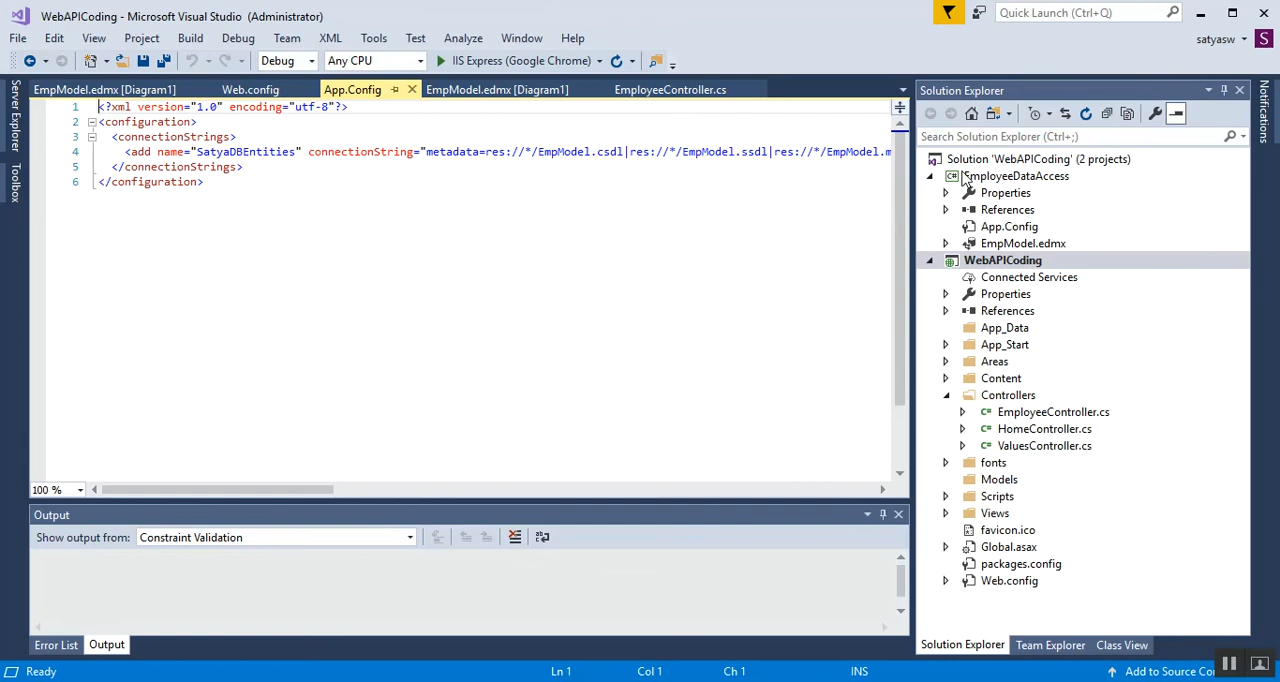 WebAPICoding - Microsoft Visual Studio (Administrator)
Quick Launch (Ctrl+Q)
File Edit View Project Build Debug Team XML Tools Test Analyze Window Help
satyasw S
Debug Any CPU IIS Express (Google Chrome)
Server Explorer
Toolbox
EmpModel.edmx [Diagram1] Web.config App.Config EmpModel.edmx [Diagram1] EmployeeController.cs
1 <?xml version="1.0" encoding="utf-8"?>
2 <configuration>
3 <connectionStrings>
4 <add name="SatyaDBEntities" connectionString="metadata=res://*/EmpModel.csdl|res://*/EmpModel.ssdl|res://*/EmpModel.m
5 </connectionStrings>
6 </configuration>
100 %
Output
Show output from: Constraint Validation
Error List Output
Solution Explorer
Search Solution Explorer (Ctrl+;)
Solution 'WebAPICoding' (2 projects)
C# EmployeeDataAccess
Properties
References
App.Config
EmpModel.edmx
WebAPICoding
Connected Services
Properties
References
App_Data
App_Start
Areas
Content
Controllers
C# EmployeeController.cs
C# HomeController.cs
C# ValuesController.cs
fonts
Models
Scripts
Views
favicon.ico
Global.asax
packages.config
Web.config
Solution Explorer Team Explorer Class View
Notifications
Ready Ln 1 Col 1 Ch 1 INS Add to Source Co